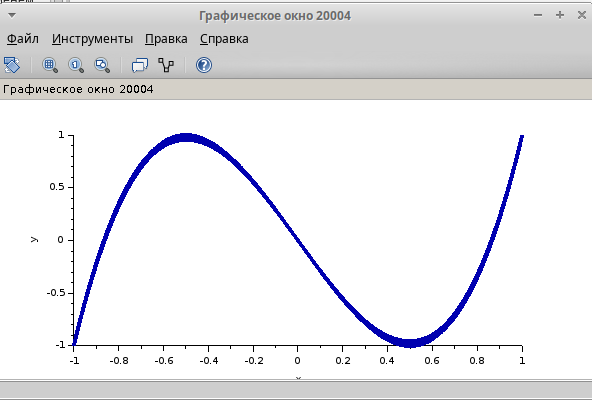 Графическое окно 20004
Файл Инструменты Правка Справка
Графическое окно 20004
1
0.5
0
-0.5
-1
y
-1 -0.8 -0.6 -0.4 -0.2 0 0.2 0.4 0.6 0.8 1